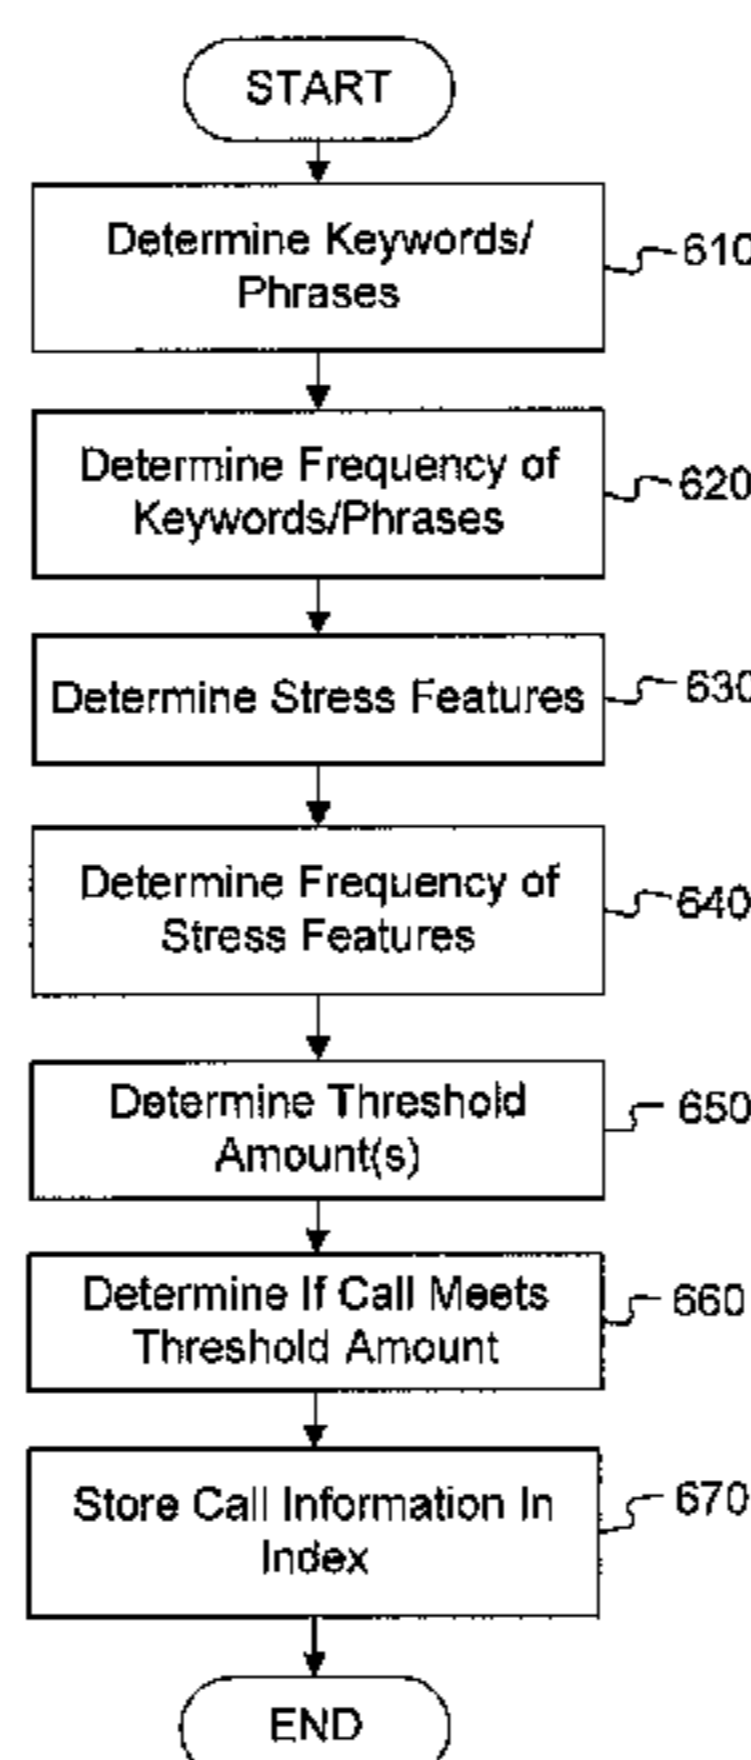 START
Determine Keywords/
Phrases
610
Determine Frequency of
Keywords/Phrases
620
Determine Stress Features
630
Determine Frequency of
Stress Features
640
Determine Threshold
Amount(s)
650
Determine If Call Meets
Threshold Amount
660
Store Call Information In
Index
670
END